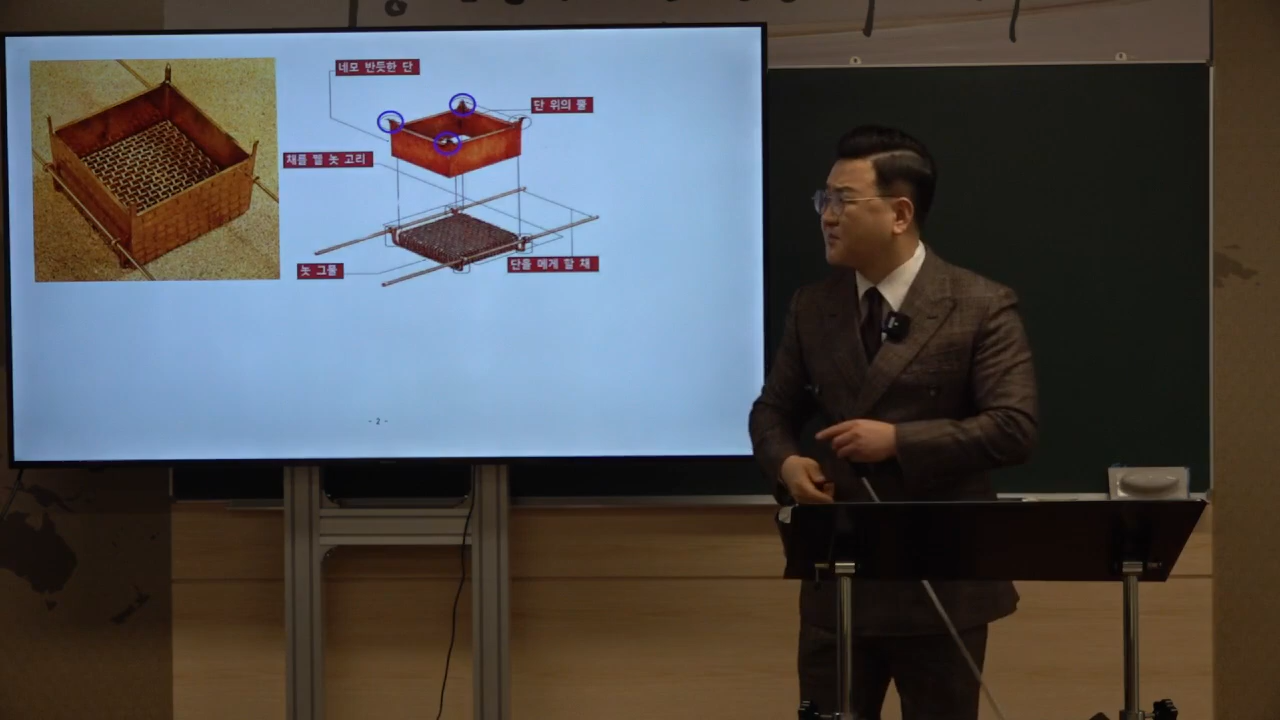 네모 반듯한 단
단 위의 뿔
채를 꿸 놋 고리
놋 그물
단을 메게 할 채
- 2 -